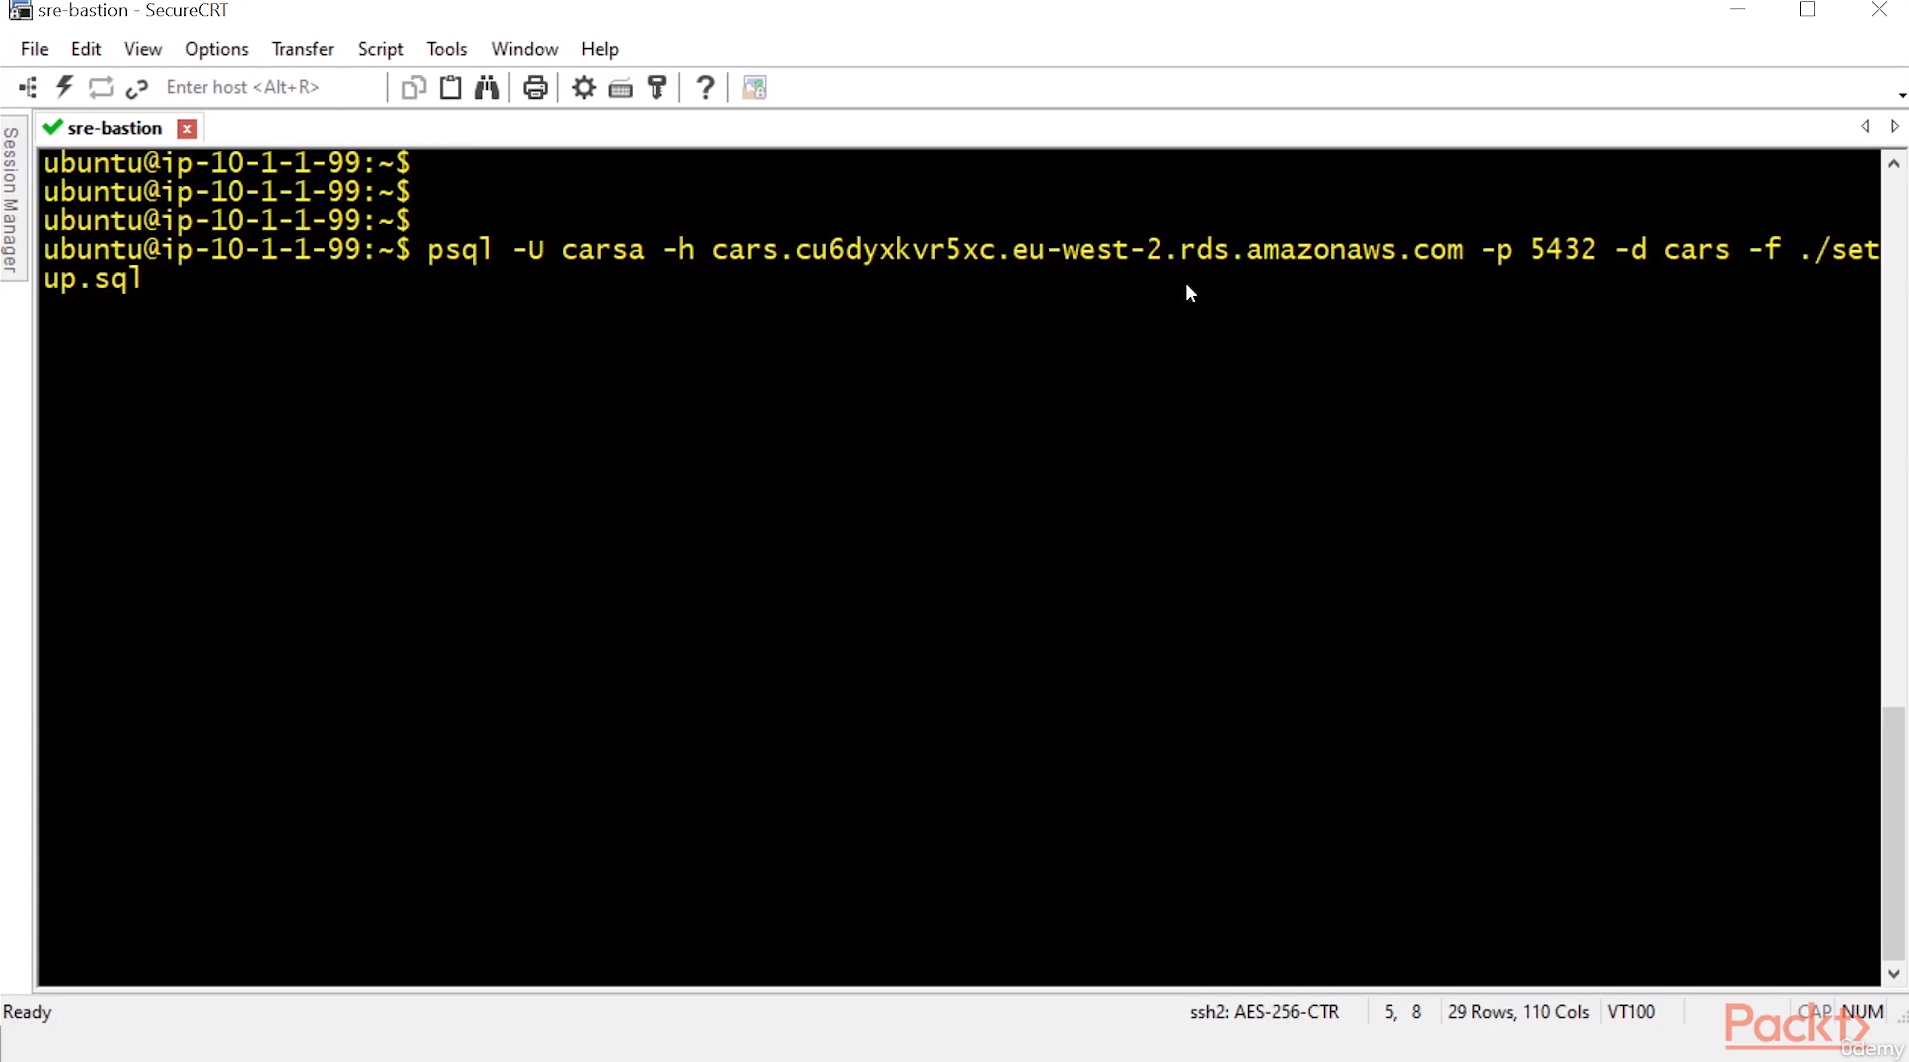 sre-bastion - SecureCRT
File Edit View Options Transfer Script Tools Window Help
Enter host <Alt+R>
Session Manager
sre-bastion
ubuntu@ip-10-1-1-99:~$
ubuntu@ip-10-1-1-99:~$
ubuntu@ip-10-1-1-99:~$
ubuntu@ip-10-1-1-99:~$ psql -U carsa -h cars.cu6dyxkvr5xc.eu-west-2.rds.amazonaws.com -p 5432 -d cars -f ./set
up.sql
Ready ssh2: AES-256-CTR 5, 8 29 Rows, 110 Cols VT100 CAP NUM
Packt>
ûdemy